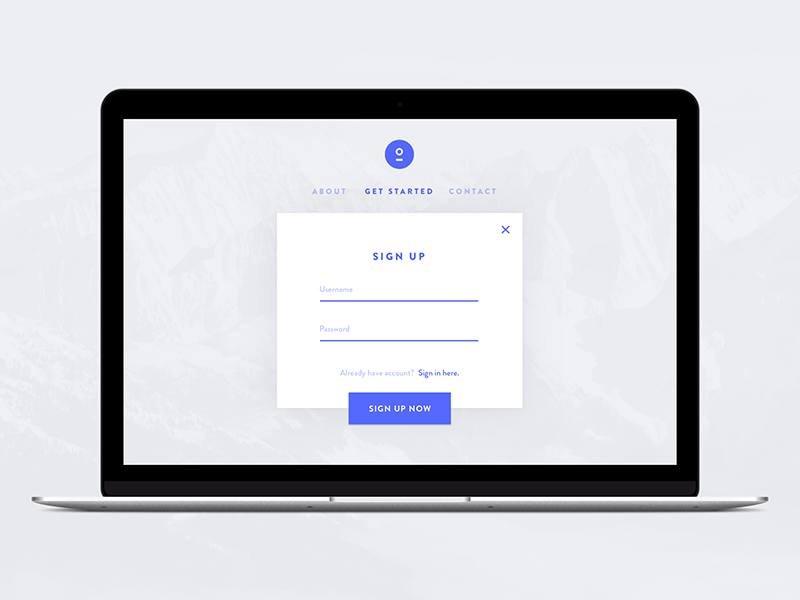 ABOUT GET STARTED CONTACT
SIGN UP
Username
Password
Already have account? Sign in here.
SIGN UP NOW